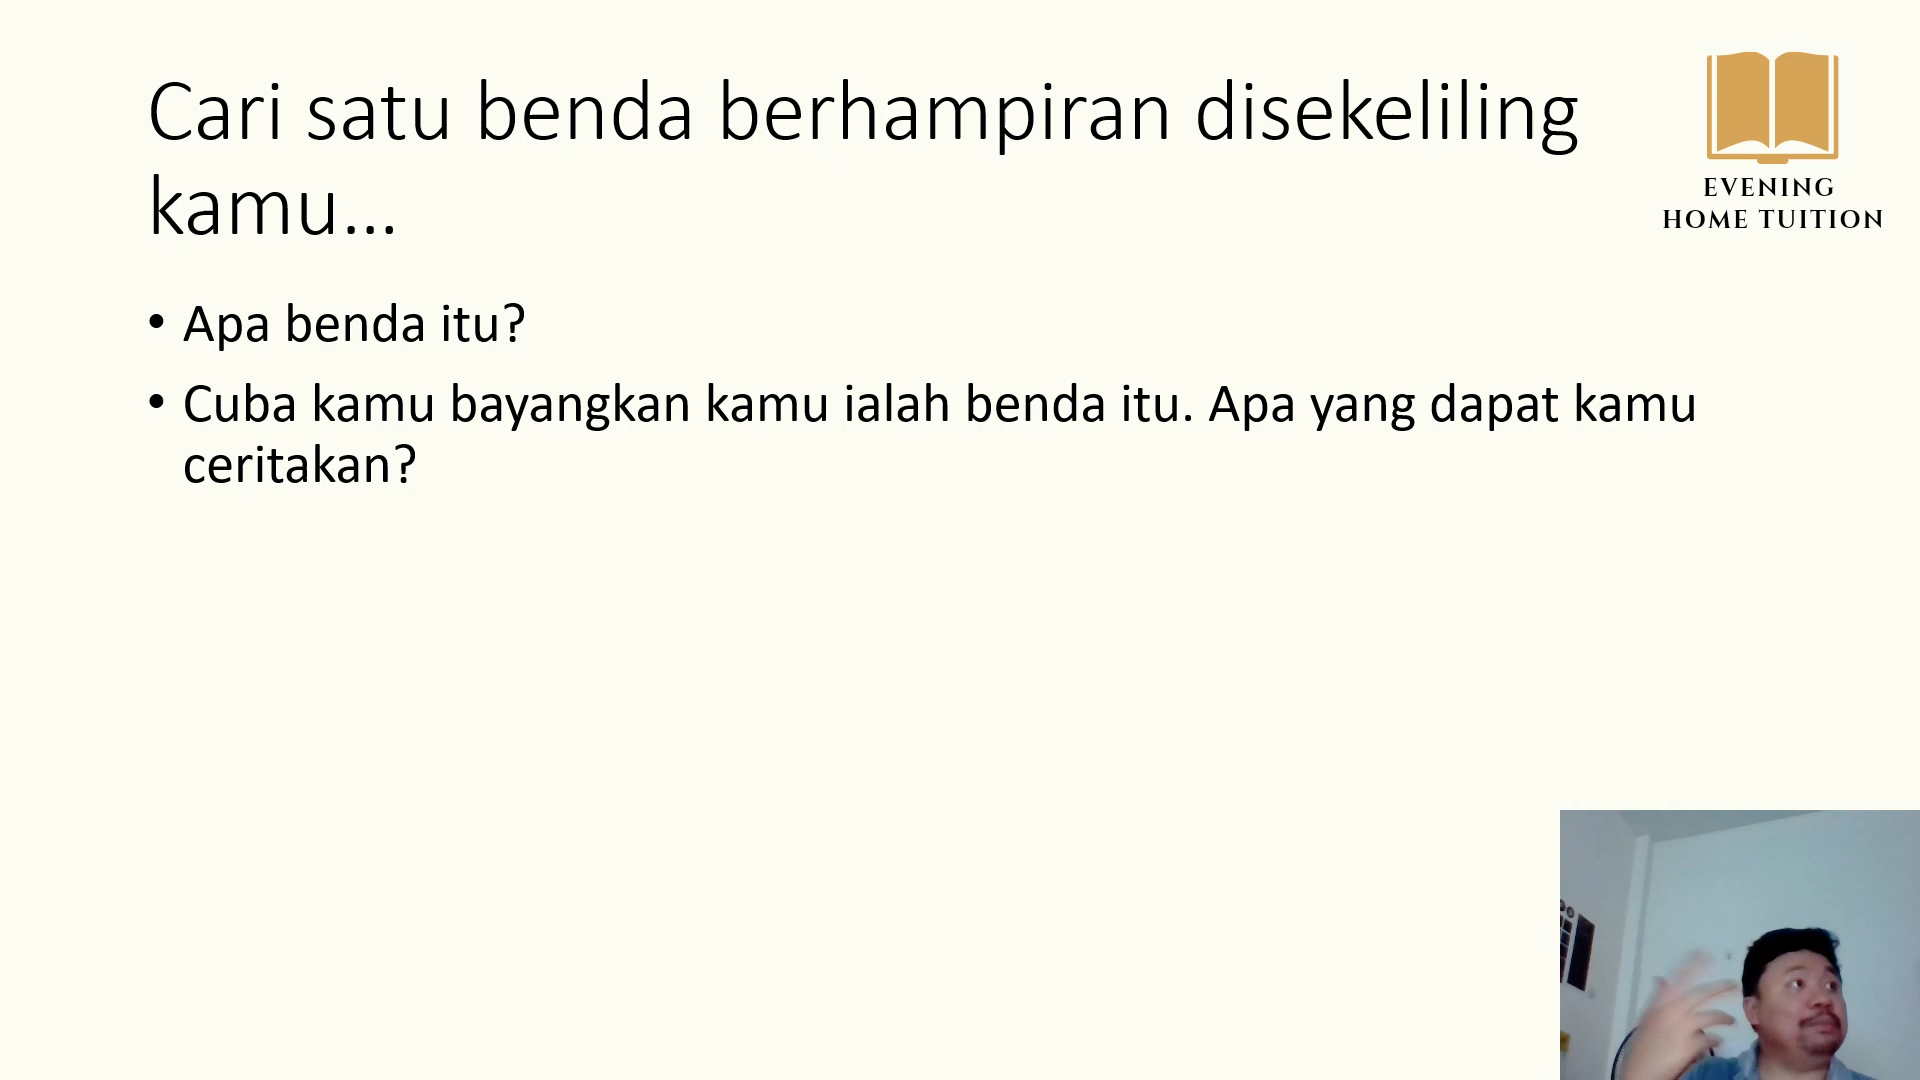 Cari satu benda berhampiran disekeliling
kamu...
EVENING
HOME TUITION
• Apa benda itu?
• Cuba kamu bayangkan kamu ialah benda itu. Apa yang dapat kamu
ceritakan?